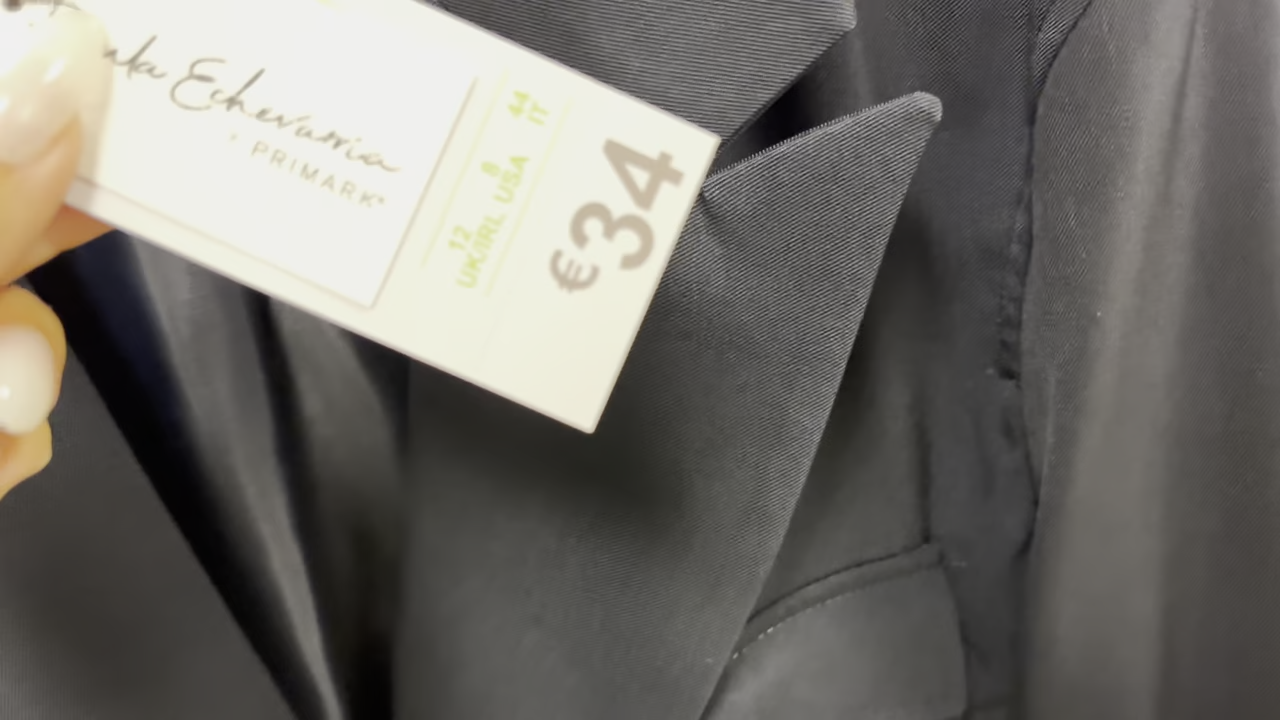 Echevarria
× PRIMARK®
12 8 44
UK/IRL USA IT
€34